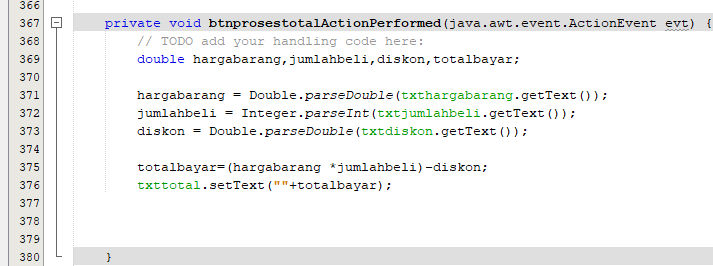 366
367 private void btnprosestotalActionPerformed(java.awt.event.ActionEvent evt) {
368 // TODO add your handling code here:
369 double hargabarang,jumlahbeli,diskon,totalbayar;
370
371 hargabarang = Double.parseDouble(txthargabarang.getText());
372 jumlahbeli = Integer.parseInt(txtjumlahbeli.getText());
373 diskon = Double.parseDouble(txtdiskon.getText());
374
375 totalbayar=(hargabarang *jumlahbeli)-diskon;
376 txttotal.setText(""+totalbayar);
377
378
379
380 }